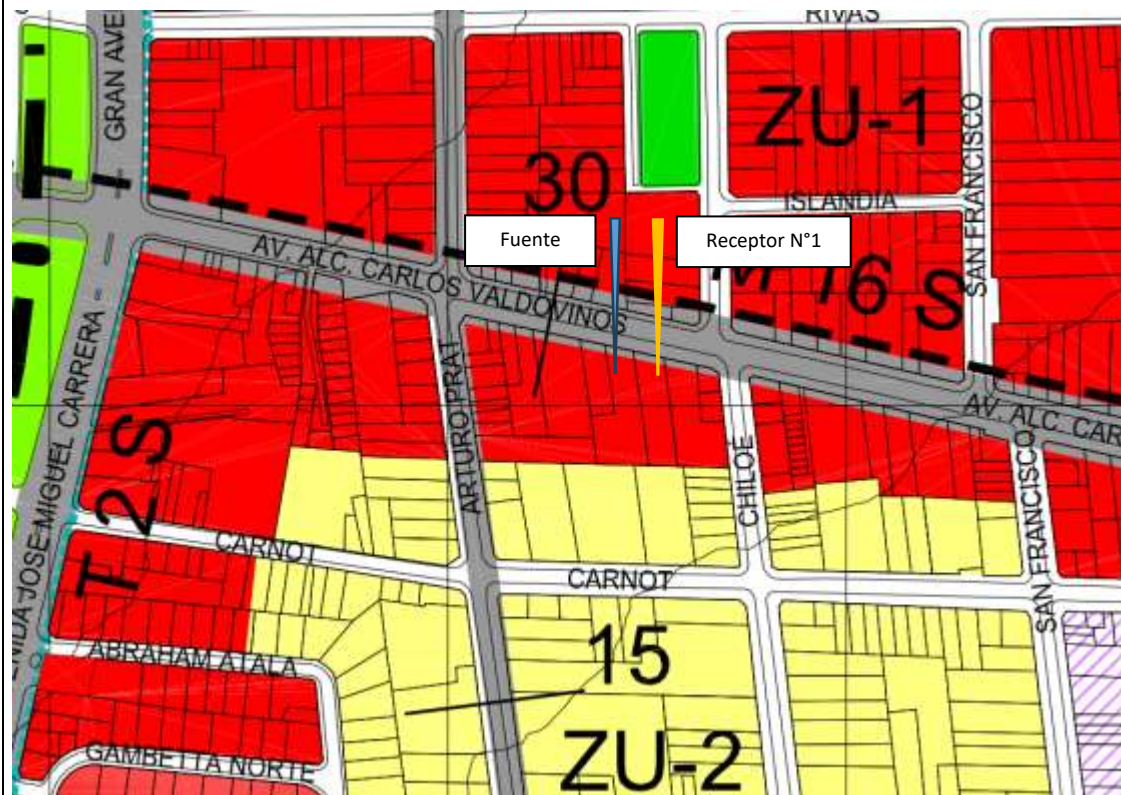 RIVAS
GRAN AVE
ZU-1
30
SAN FRANCISCO
ISLANDIA
Fuente
Receptor N°1
AV. ALC. CARLOS VALDOVINOS
16 S
AV. ALC. CAR
ENIDA JOSE MIGUEL CARRERA
ARTURO PRAT
T 2 S
CHILOE
SAN FRANCISCO
CARNOT
CARNOT
15
ABRAHAM ATALA
ZU-2
GAMBETTA NORTE